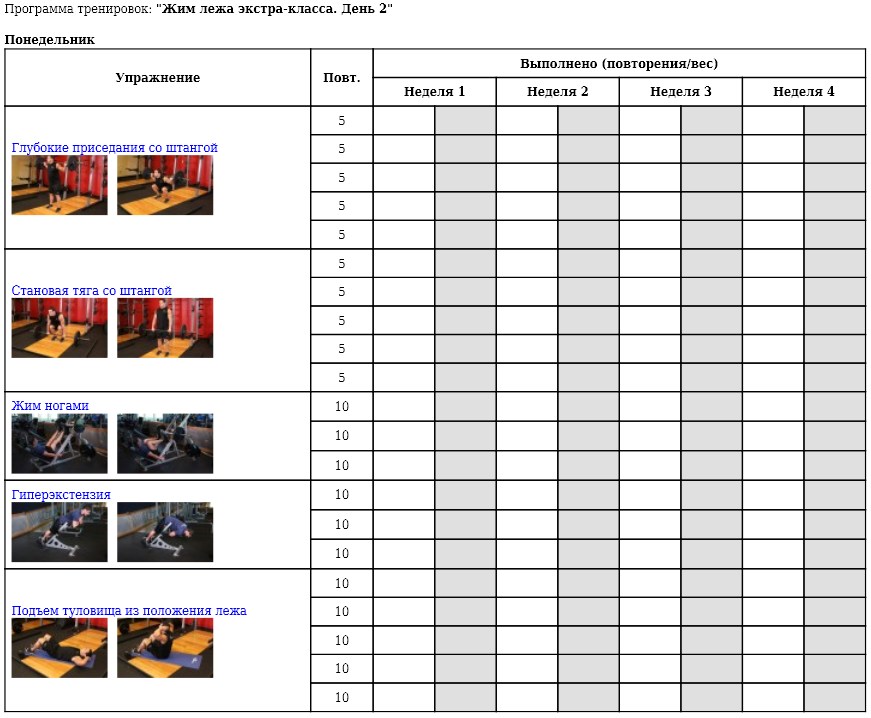 Программа тренировок: "Жим лежа экстра-класса. День 2"
Понедельник
Упражнение Повт. Выполнено (повторения/вес)
Неделя 1 Неделя 2 Неделя 3 Неделя 4
Глубокие приседания со штангой
5
5
5
5
5
Становая тяга со штангой
5
5
5
5
5
Жим ногами
10
10
10
Гиперэкстензия
10
10
10
Подъем туловища из положения лежа
10
10
10
10
10